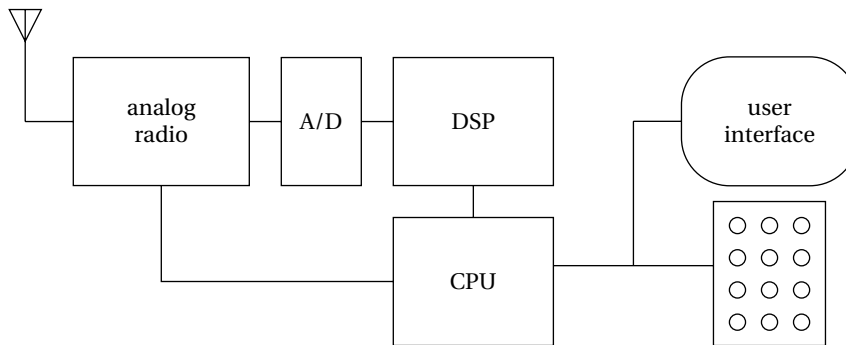 analog
radio
A/D
DSP
user
interface
CPU